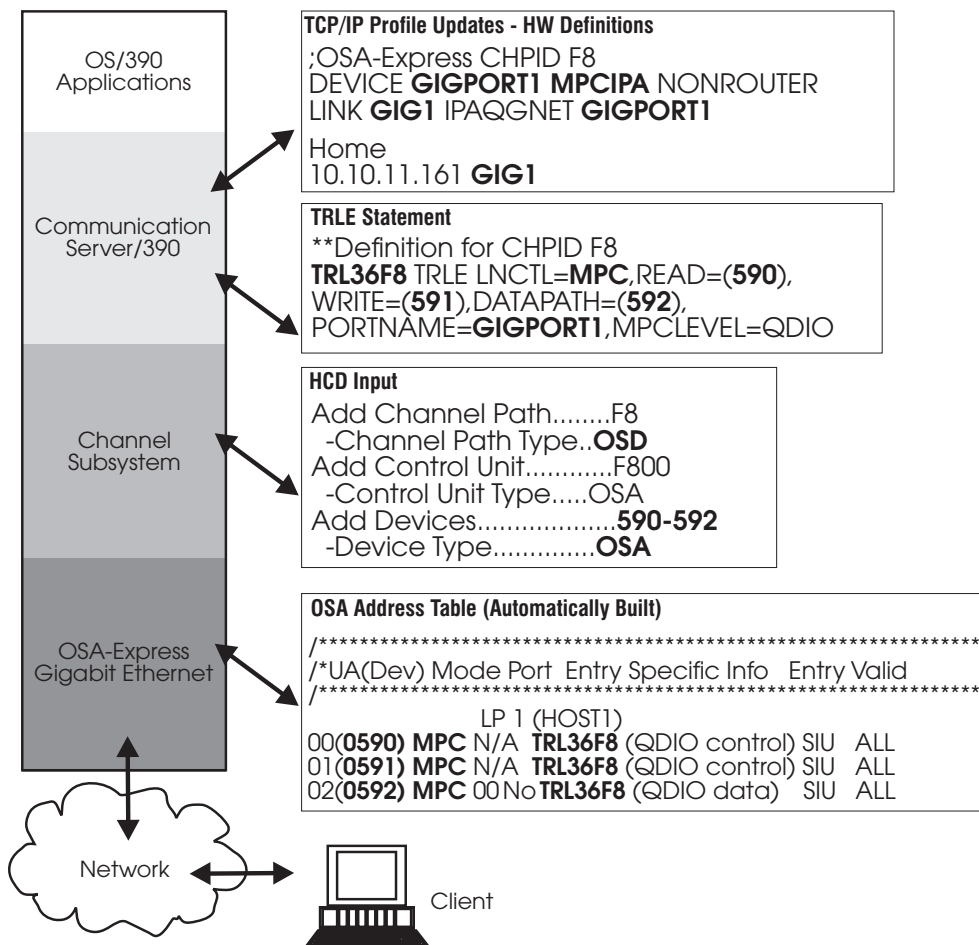 OS/390
Applications
Communication
Server/390
Channel
Subsystem
OSA-Express
Gigabit Ethernet
Network
Client
TCP/IP Profile Updates - HW Definitions
;OSA-Express CHPID F8
DEVICE GIGPORT1 MPCIPA NONROUTER
LINK GIG1 IPAQGNET GIGPORT1
Home
10.10.11.161 GIG1
TRLE Statement
**Definition for CHPID F8
TRL36F8 TRLE LNCTL=MPC,READ=(590),
WRITE=(591),DATAPATH=(592),
PORTNAME=GIGPORT1,MPCLEVEL=QDIO
HCD Input
Add Channel Path........F8
-Channel Path Type..OSD
Add Control Unit............F800
-Control Unit Type.....OSA
Add Devices....................590-592
-Device Type..............OSA
OSA Address Table (Automatically Built)
/*****************************************************************
/*UA(Dev) Mode Port Entry Specific Info Entry Valid
/*****************************************************************
LP 1 (HOST1)
00(0590) MPC N/A TRL36F8 (QDIO control) SIU ALL
01(0591) MPC N/A TRL36F8 (QDIO control) SIU ALL
02(0592) MPC 00 No TRL36F8 (QDIO data) SIU ALL